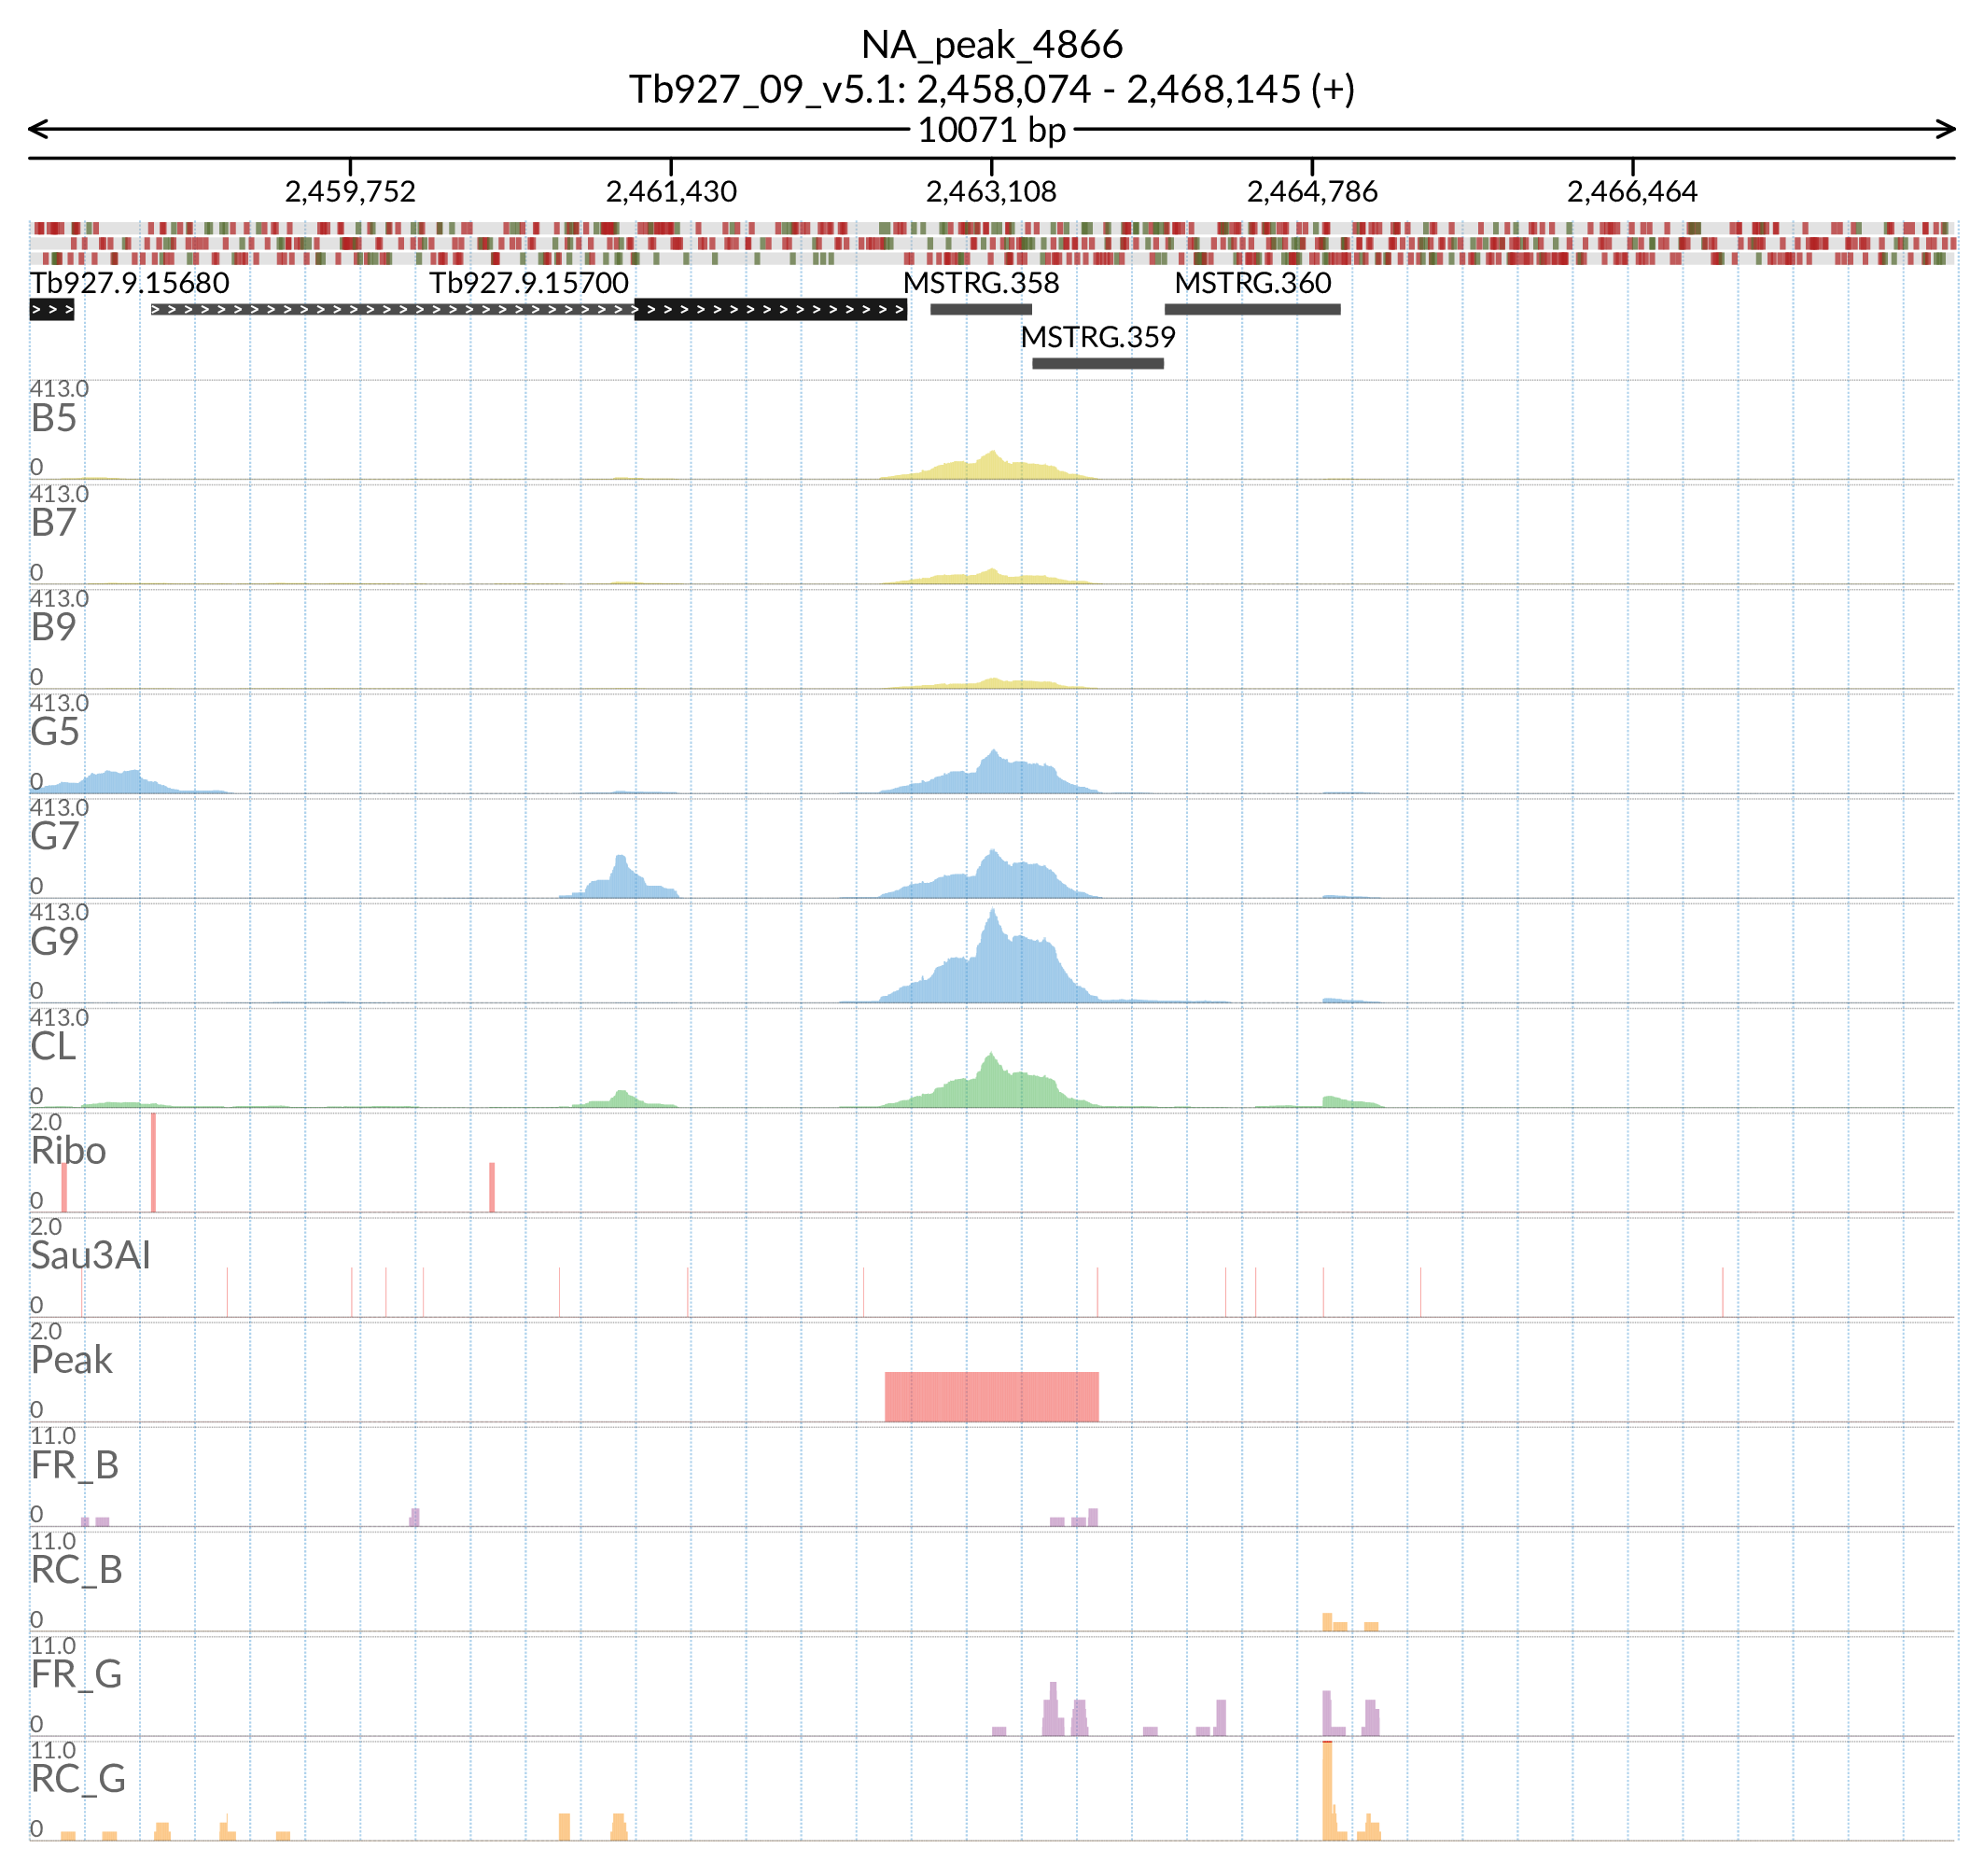 NA_peak_4866
Tb927_09_v5.1: 2,458,074 - 2,468,145 (+)
10071 bp
2,459,752 2,461,430 2,463,108 2,464,786 2,466,464
Tb927.9.15680 Tb927.9.15700 MSTRG.358 MSTRG.360
MSTRG.359
413.0
B5
0
413.0
B7
0
413.0
B9
0
413.0
G5
0
413.0
G7
0
413.0
G9
0
413.0
CL
0
2.0
Ribo
0
2.0
Sau3AI
0
2.0
Peak
0
11.0
FR_B
0
11.0
RC_B
0
11.0
FR_G
0
11.0
RC_G
0